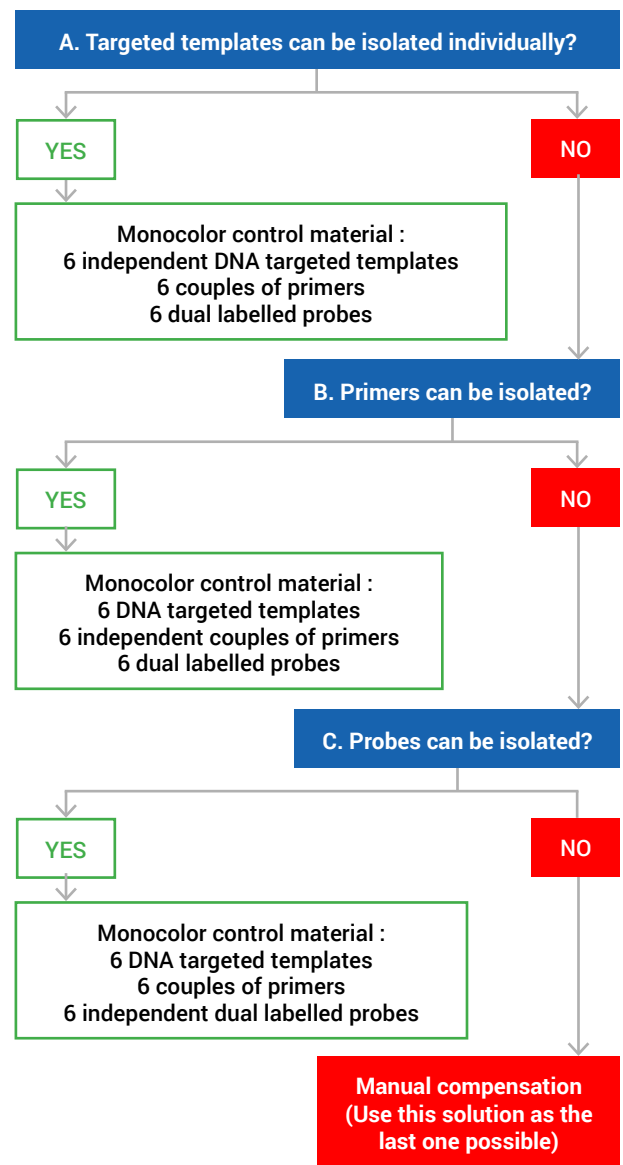 A. Targeted templates can be isolated individually?
YES
NO
Monocolor control material :
6 independent DNA targeted templates
6 couples of primers
6 dual labelled probes
B. Primers can be isolated?
YES
NO
Monocolor control material :
6 DNA targeted templates
6 independent couples of primers
6 dual labelled probes
C. Probes can be isolated?
YES
NO
Monocolor control material :
6 DNA targeted templates
6 couples of primers
6 independent dual labelled probes
Manual compensation
(Use this solution as the
last one possible)